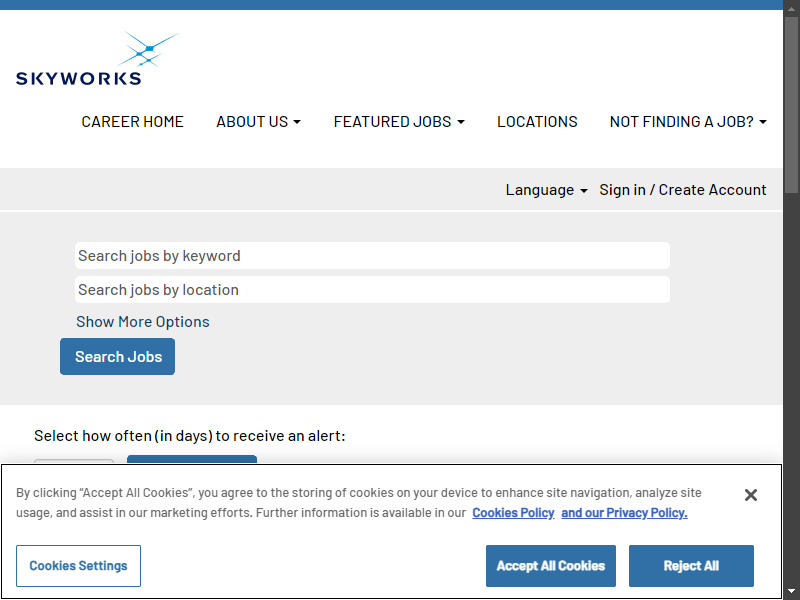 SKYWORKS
CAREER HOME ABOUT US FEATURED JOBS LOCATIONS NOT FINDING A JOB?
Language Sign in / Create Account
Search jobs by keyword
Search jobs by location
Show More Options
Search Jobs
Select how often (in days) to receive an alert:
By clicking “Accept All Cookies”, you agree to the storing of cookies on your device to enhance site navigation, analyze site
usage, and assist in our marketing efforts. Further information is available in our Cookies Policy and our Privacy Policy.
Cookies Settings Accept All Cookies Reject All